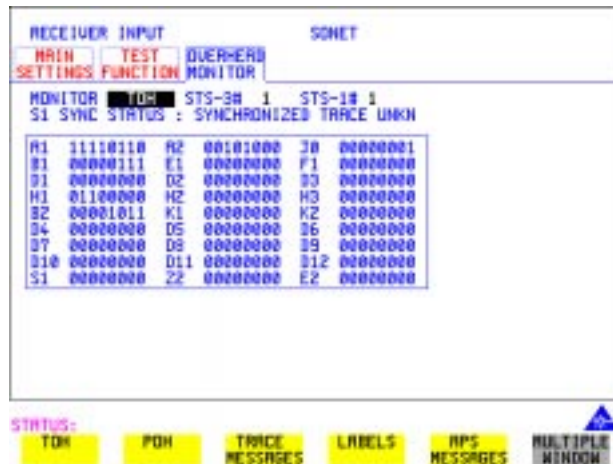 RECEIVER INPUT SONET
MAIN SETTINGS TEST FUNCTION OVERHEAD MONITOR
MONITOR TOH STS-3# 1 STS-1# 1
S1 SYNC STATUS : SYNCHRONIZED TRACE UNKN
A1 11110110 A2 00101000 J0 00000001
B1 00000111 E1 00000000 F1 00000000
D1 00000000 D2 00000000 D3 00000000
H1 01100000 H2 00000000 H3 00000000
B2 00001011 K1 00000000 K2 00000000
D4 00000000 D5 00000000 D6 00000000
D7 00000000 D8 00000000 D9 00000000
D10 00000000 D11 00000000 D12 00000000
S1 00000000 Z2 00000000 E2 00000000
STATUS:
TOH POH TRACE MESSAGES LABELS APS MESSAGES MULTIPLE WINDOW